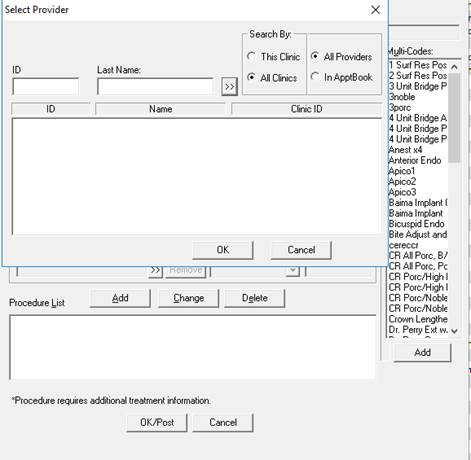 Select Provider
Search By:
This Clinic
All Providers
All Clinics
In ApptBook
ID
Last Name:
>>
ID Name Clinic ID
OK Cancel
>> Remove
Procedure List Add Change Delete
*Procedure requires additional treatment information.
OK/Post Cancel
Multi-Codes:
1 Surf Res Pos
2 Surf Res Pos
3 Unit Bridge P
3noble
3porc
4 Unit Bridge A
4 Unit Bridge P
4 Unit Bridge P
Anest x4
Anterior Endo
Apico1
Apico2
Apico3
Baima Implant (
Baima Implant
Bicuspid Endo
Bite Adjust and
cereccr
CR All Porc, B/
CR All Porc, Pc
CR Porc/High I
CR Porc/High I
CR Porc/Noble
CR Porc/Noble
Crown Lengthe
Dr. Perry Ext w.
Add